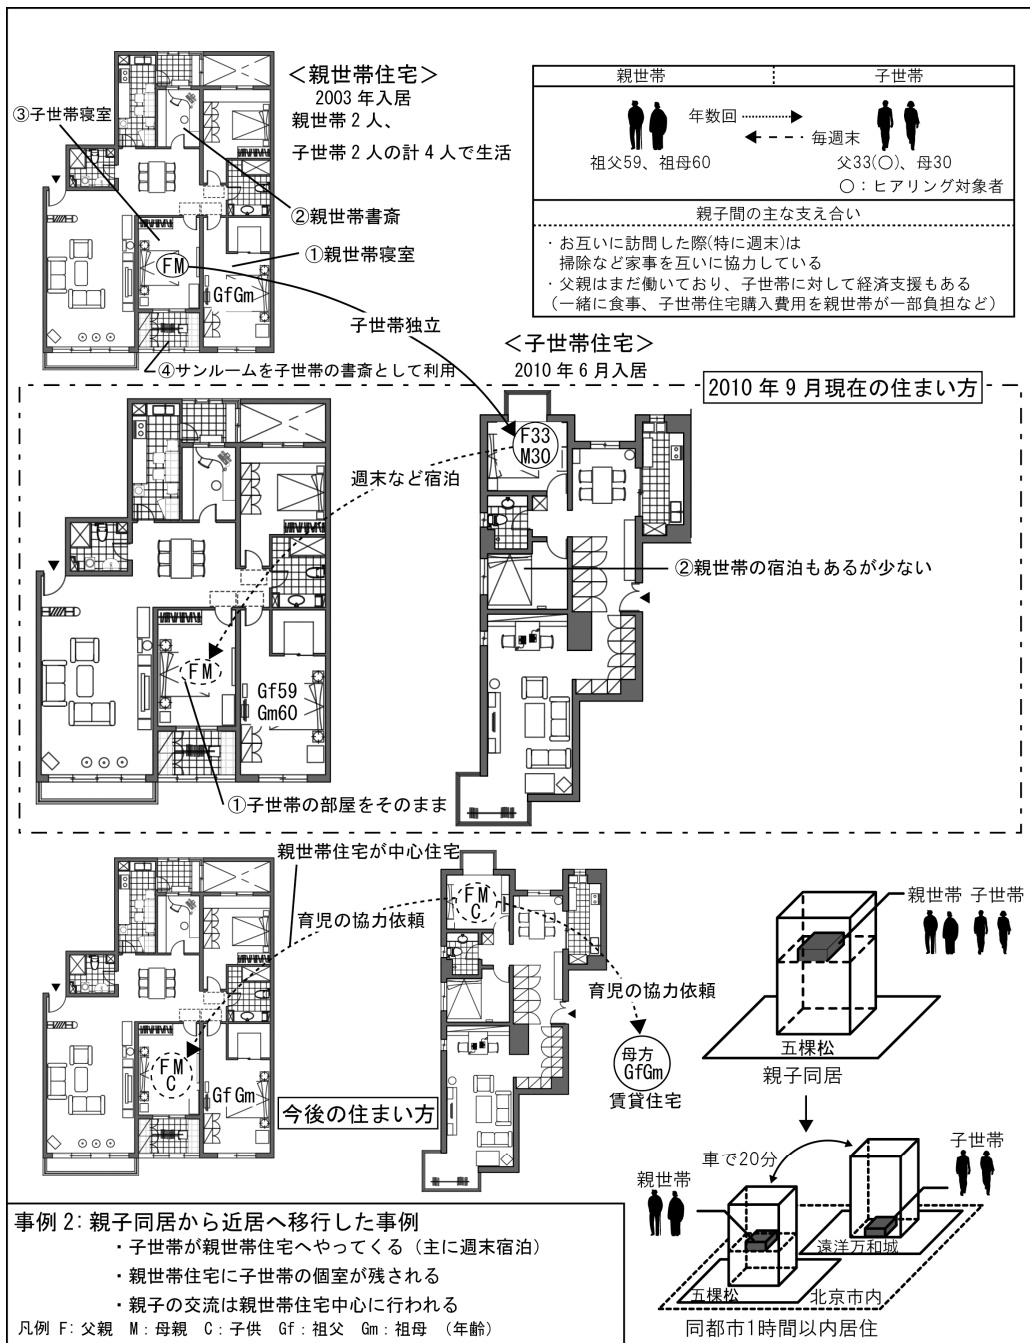 ＜親世帯住宅＞
2003年入居
親世帯2人、
子世帯2人の計4人で生活
③子世帯寝室
②親世帯書斎
①親世帯寝室
FM
GfGm
子世帯独立
④サンルームを子世帯の書斎として利用
親世帯
子世帯
年数回
毎週末
祖父59、祖母60
父33(〇)、母30
〇：ヒアリング対象者
親子間の主な支え合い
・お互いに訪問した際(特に週末)は
掃除など家事を互いに協力している
・父親はまだ働いており、子世帯に対して経済支援もある
（一緒に食事、子世帯住宅購入費用を親世帯が一部負担など）
＜子世帯住宅＞
2010年6月入居
2010年9月現在の住まい方
F33
M30
週末など宿泊
②親世帯の宿泊もあるが少ない
FM
Gf59
Gm60
①子世帯の部屋をそのまま
親世帯住宅が中心住宅
育児の協力依頼
FM
C
育児の協力依頼
FM
C
Gf Gm
母方
GfGm
賃貸住宅
今後の住まい方
親世帯 子世帯
五棵松
親子同居
車で20分
子世帯
親世帯
遠洋万和城
五棵松
北京市内
同都市1時間以内居住
事例2：親子同居から近居へ移行した事例
・子世帯が親世帯住宅へやってくる（主に週末宿泊）
・親世帯住宅に子世帯の個室が残される
・親子の交流は親世帯住宅中心に行われる
凡例 F：父親 M：母親 C：子供 Gf：祖父 Gm：祖母 （年齢）